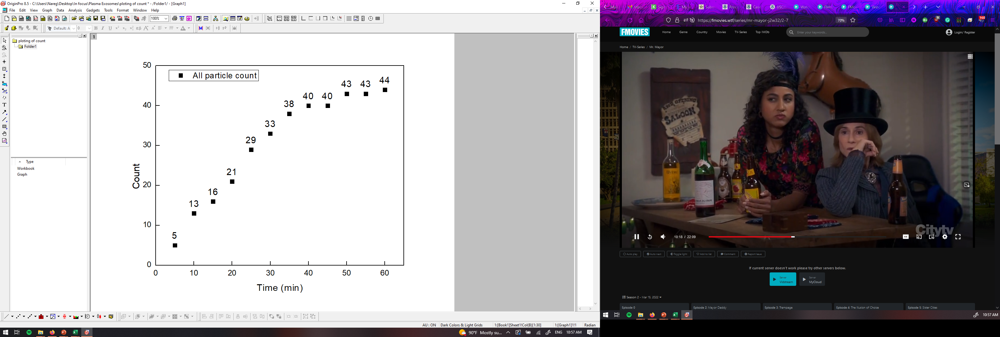 OriginPro 8.5 - C:\Users\Nareg\Desktop\In focus\Plasma Exosomes\ploting of count * - /Folder1/ - [Graph1]
File Edit View Graph Data Analysis Gadgets Tools Format Window Help
100%
Default: A 0
ploting of count
Folder1
Type
Workbook
Graph
1
All particle count
50
40
30
20
10
0
Count
5
13
16
21
29
33
38
40
40
43
43
44
0 10 20 30 40 50 60
Time (min)
AU : ON Dark Colors & Light Grids 1:[Book1]Sheet1!Col(B)[1:30] 1:[Graph1]1!1 Radian
90°F Mostly su... ENG 10:57 AM
Mail Inbo Sign My Subm Proce Case USCI Watc FMo FMov Watc
https://fmovies.wtf/series/mr-mayor-j2w32/2-7 70% 9 160
FMOVIES Home Genre Country Movies TV-Series Top IMDb Enter your keywords... Login/ Register
Home / TV-Series / Mr. Mayor
OPENING
SALOON
Citytv
10:18 / 22:09 CC 10 10
Auto play Auto next Toggle light Add to list Comment Report Issue
If current server doesn't work please try other servers below.
Server Vidstream
Server MyCloud
Season 2 - Mar 15, 2022
Episode 0 Episode 2: Mayor Daddy Episode 3: Trampage Episode 4: The Illusion of Choice Episode 5: Sister Cities
10:57 AM